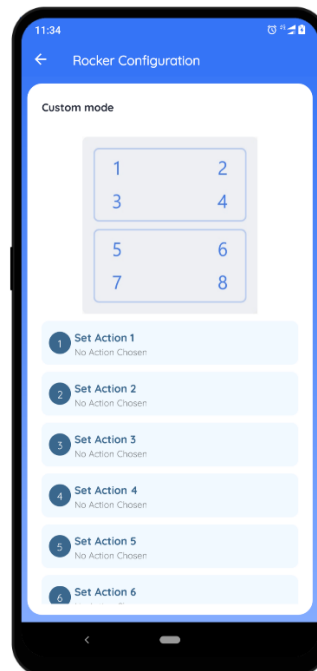 11:34
Rocker Configuration
Custom mode
1 2
3 4
5 6
7 8
1 Set Action 1
No Action Chosen
2 Set Action 2
No Action Chosen
3 Set Action 3
No Action Chosen
4 Set Action 4
No Action Chosen
5 Set Action 5
No Action Chosen
6 Set Action 6